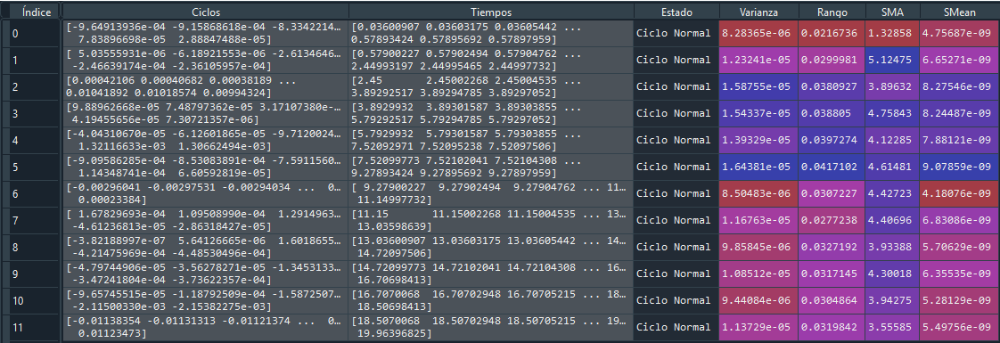 Índice Ciclos Tiempos Estado Varianza Rango SMA SMean
0 [-9.64913936e-04 -9.15868618e-04 -8.3342214… 7.83896698e-05 2.88847488e-05] [0.03600907 0.03603175 0.03605442 ... 0.57893424 0.57895692 0.57897959] Ciclo Normal 8.28365e-06 0.0216736 1.32858 4.75687e-09
1 [ 5.03555931e-06 -6.18921553e-06 -2.6134646… -2.46639174e-04 -2.36105957e-04] [0.57900227 0.57902494 0.57904762 ... 2.44993197 2.44995465 2.44997732] Ciclo Normal 1.23241e-05 0.0299981 5.12475 6.65271e-09
2 [0.00042106 0.00040682 0.00038189 ... 0.01041892 0.01018574 0.00994324] [2.45 2.45002268 2.45004535 ... 3.89292517 3.89294785 3.89297052] Ciclo Normal 1.58755e-05 0.0380927 3.89632 8.27546e-09
3 [9.88962668e-05 7.48797362e-05 3.17107380e-… 4.19455656e-05 7.30721357e-06] [3.8929932 3.89301587 3.89303855 ... 5.79292517 5.79294785 5.79297052] Ciclo Normal 1.54337e-05 0.038805 4.75843 8.24487e-09
4 [-4.04310670e-05 -6.12601865e-05 -9.7120024… 1.32116633e-03 1.30662494e-03] [5.7929932 5.79301587 5.79303855 ... 7.52092971 7.52095238 7.52097506] Ciclo Normal 1.39329e-05 0.0397274 4.12285 7.88121e-09
5 [-9.09586285e-04 -8.53083891e-04 -7.5911560… 1.14348741e-04 6.60592819e-05] [7.52099773 7.52102041 7.52104308 ... 9.27893424 9.27895692 9.27897959] Ciclo Normal 1.64381e-05 0.0417102 4.61481 9.07859e-09
6 [-0.00296041 -0.00297531 -0.00294034 ... 0… 0.00023384] [ 9.27900227 9.27902494 9.27904762 ... 11… 11.14997732] Ciclo Normal 8.50483e-06 0.0307227 4.42723 4.18076e-09
7 [ 1.67829693e-04 1.09508990e-04 1.2914963… -4.61236813e-05 -2.86318427e-05] [11.15 11.15002268 11.15004535 ... 13… 13.03598639] Ciclo Normal 1.16763e-05 0.0277238 4.40696 6.83086e-09
8 [-3.82188997e-07 5.64126665e-06 1.6018655… -4.21475969e-04 -4.48530496e-04] [13.03600907 13.03603175 13.03605442 ... 14… 14.72097506] Ciclo Normal 9.85845e-06 0.0327192 3.93388 5.70629e-09
9 [-4.79744906e-05 -3.56278271e-05 -1.3453133… -3.47241804e-04 -3.73622357e-04] [14.72099773 14.72102041 14.72104308 ... 16… 16.70698413] Ciclo Normal 1.08512e-05 0.0317145 4.30018 6.35535e-09
10 [-9.65745515e-05 -1.18792509e-04 -1.5872507… -2.11500330e-03 -2.15382275e-03] [16.7070068 16.70702948 16.70705215 ... 18… 18.50698413] Ciclo Normal 9.44084e-06 0.0304864 3.94275 5.28129e-09
11 [-0.01138354 -0.01131313 -0.01121374 ... 0… 0.01123473] [18.5070068 18.50702948 18.50705215 ... 19… 19.96396825] Ciclo Normal 1.13729e-05 0.0319842 3.55585 5.49756e-09